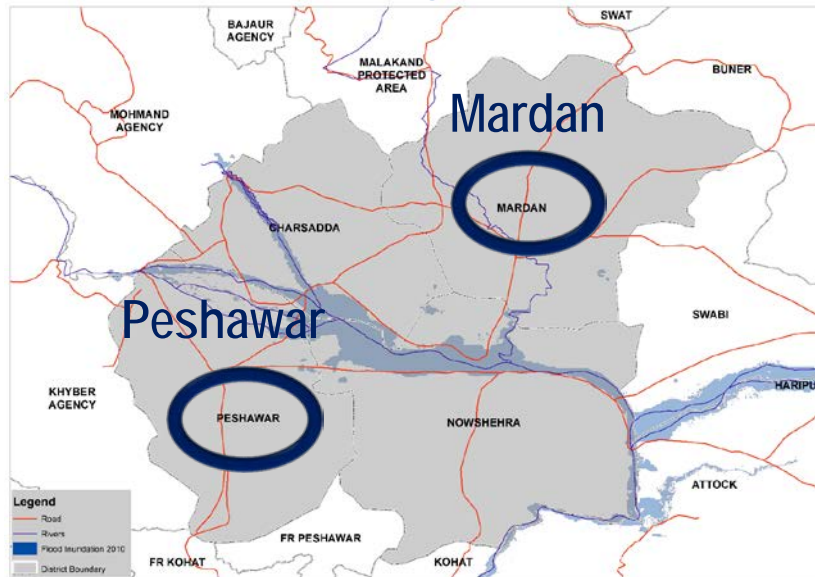 SWAT
BAJAUR
AGENCY
MALAKAND
PROTECTED
AREA
BUNER
MOHMAND
AGENCY
Mardan
MARDAN
CHARSADDA
Peshawar
SWABI
KHYBER
AGENCY
HARIPU
PESHAWAR
NOWSHEHRA
ATTOCK
Legend
Road
Rivers
Flood Inundation 2010
District Boundary
FR PESHAWAR
FR KOHAT
KOHAT